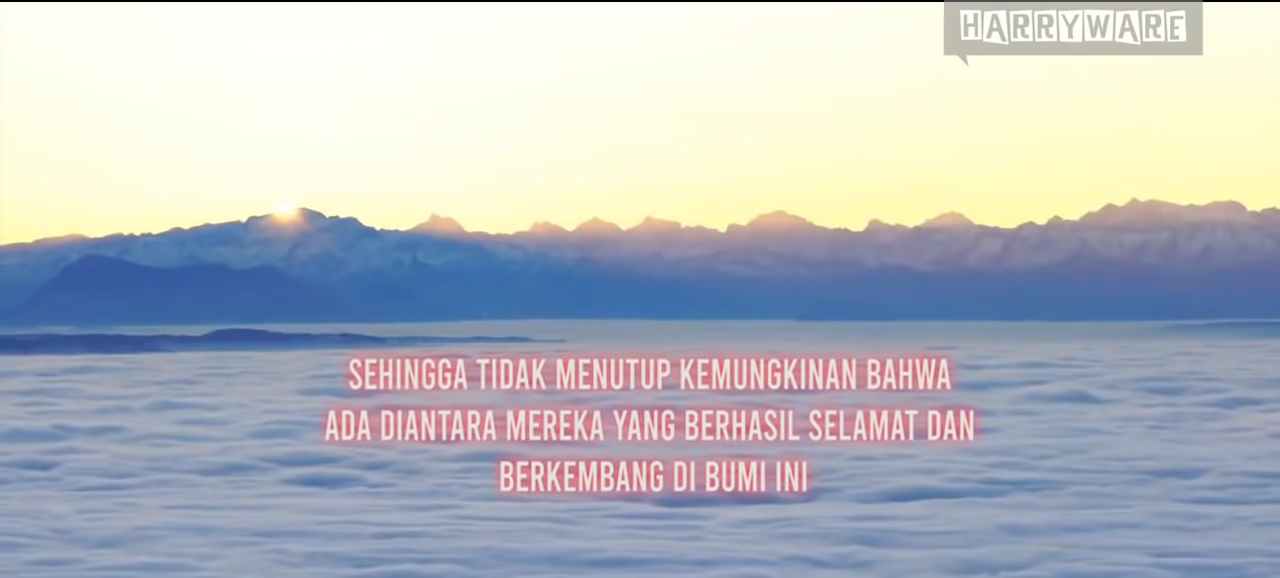 HARRYWARE
SEHINGGA TIDAK MENUTUP KEMUNGKINAN BAHWA
ADA DIANTARA MEREKA YANG BERHASIL SELAMAT DAN
BERKEMBANG DI BUMI INI